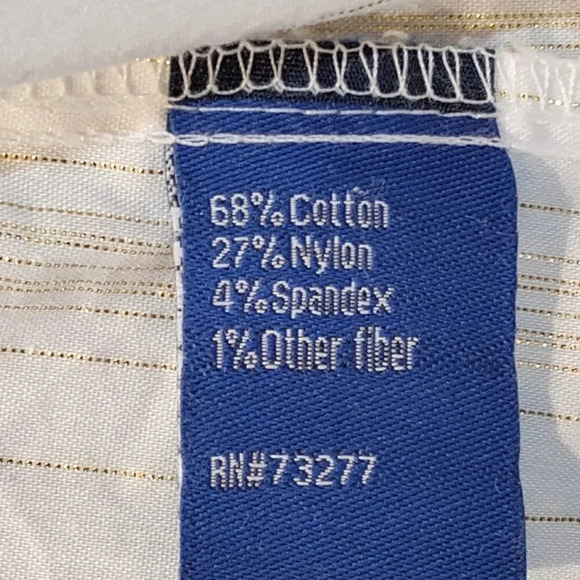 68% Cotton
27% Nylon
4% Spandex
1% Other fiber
RN#73277